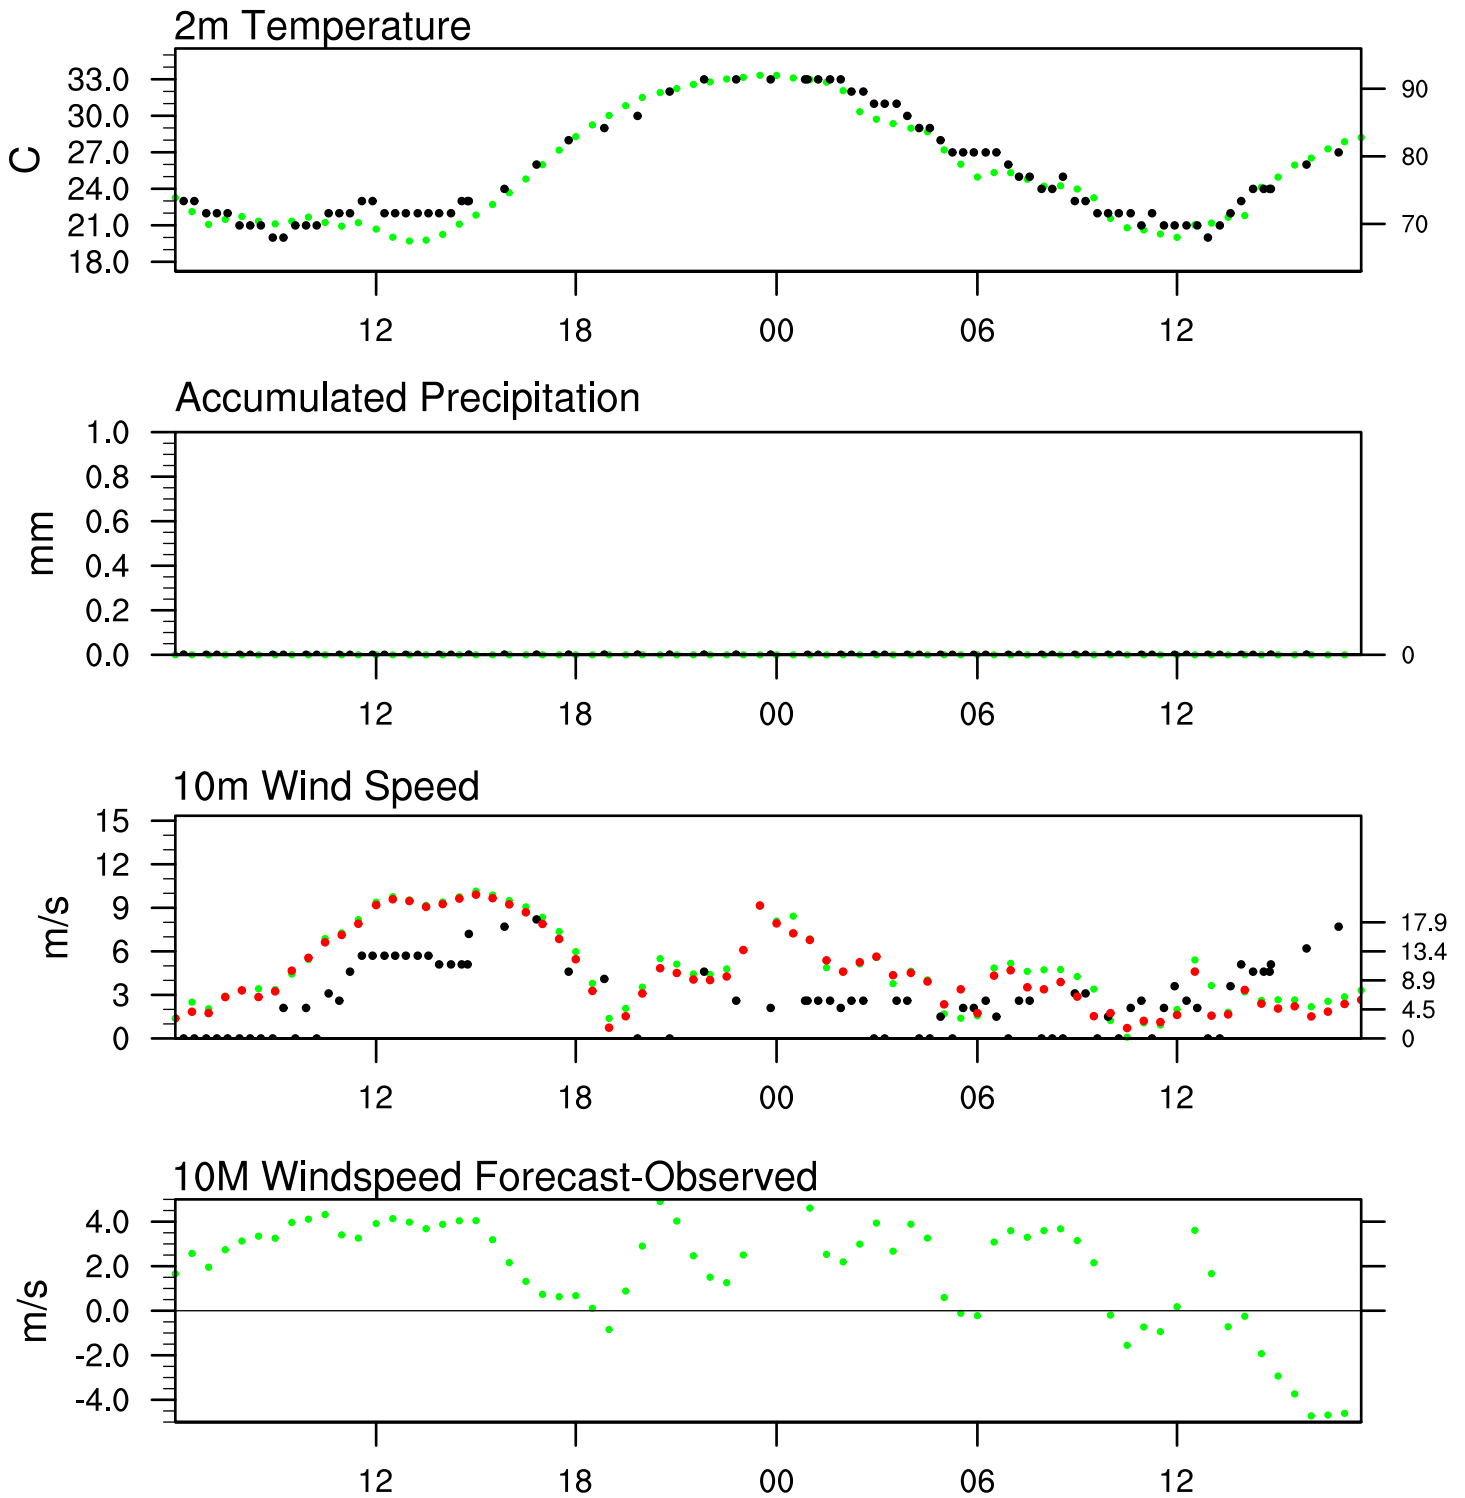 2m Temperature
33.0
30.0
27.0
24.0
21.0
18.0
C
90
80
70
12 18 00 06 12
Accumulated Precipitation
1.0
0.8
0.6
0.4
0.2
0.0
mm
0
12 18 00 06 12
10m Wind Speed
15
12
9
6
3
0
m/s
17.9
13.4
8.9
4.5
0
12 18 00 06 12
10M Windspeed Forecast-Observed
4.0
2.0
0.0
-2.0
-4.0
m/s
12 18 00 06 12